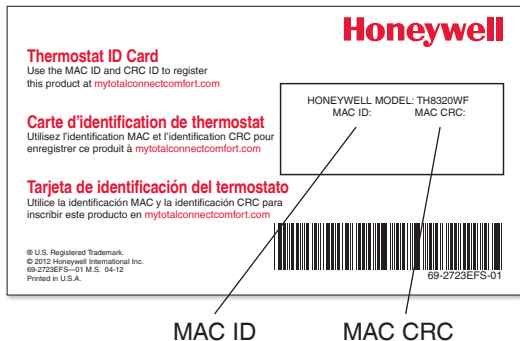 Honeywell
Thermostat ID Card
Use the MAC ID and CRC ID to register
this product at mytotalconnectcomfort.com
HONEYWELL MODEL: TH8320WF
MAC ID: MAC CRC:
Carte d'identification de thermostat
Utilisez l'identification MAC et l'identification CRC pour
enregistrer ce produit à mytotalconnectcomfort.com
Tarjeta de identificación del termostato
Utilice la identificación MAC y la identificación CRC para
inscribir este producto en mytotalconnectcomfort.com
® U.S. Registered Trademark.
© 2012 Honeywell International Inc.
69-2723EFS—01 M.S. 04-12
Printed in U.S.A.
69-2723EFS-01
MAC ID MAC CRC